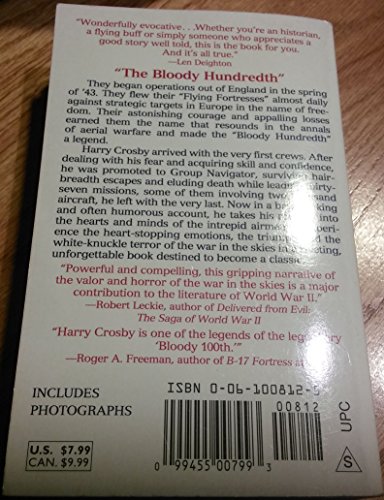 "Wonderfully evocative...Whether you're an historian,
a flying buff or simply someone who appreciates a
good story well told, this is the book for you.
And it's all true."
—Len Deighton
"The Bloody Hundredth"
They began operations out of England in the spring
of '43. They flew their "Flying Fortresses" almost daily
against strategic targets in Europe in the name of free-
dom. Their astonishing courage and appalling losses
earned them the name that resounds in the annals
of aerial warfare and made the "Bloody Hundredth"
a legend.
Harry Crosby arrived with the very first crews. After
dealing with his fear and acquiring skill and confidence,
he was promoted to Group Navigator, surviving hair-
breadth escapes and eluding death while leading
ty-seven missions, some of them involving two
sand
aircraft, he left with the very last. Now in a
and often humorous account, he takes his
into
the hearts and minds of the intrepid airmen
ence the heart-stopping emotions, the
and the
white-knuckle terror of the war in the skies in
unforgettable book destined to become a classic.
"Powerful and compelling, this gripping narrative
of the valor and horror of the war in the skies is a major
contribution to the literature of World War II."
—Robert Leckie, author of Delivered from Evil:
The Saga of World War II
"Harry Crosby is one of the legends of the legendary
'Bloody 100th.'"
—Roger A. Freeman, author of B-17 Fortress at
INCLUDES
PHOTOGRAPHS
ISBN 0-06-100812-
00812
U.S. $7.99
CAN. $9.99
0 99455 00799 3
UPC
S